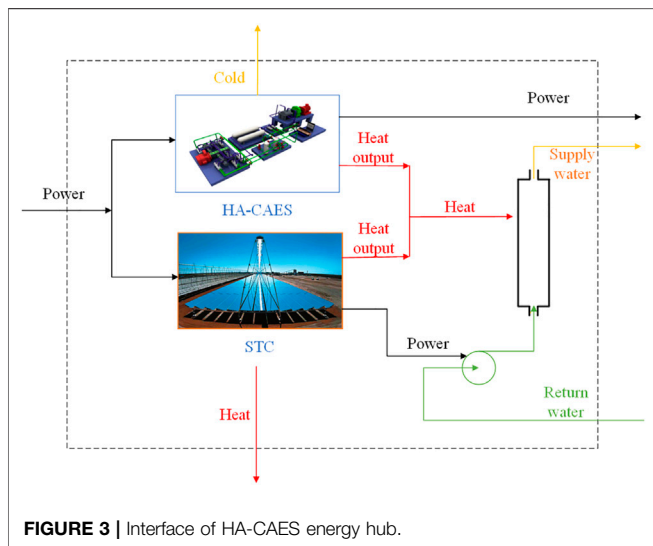 Cold
Power
Heat
output
Supply
water
Power
HA-CAES
Heat
output
Heat
STC
Power
Heat
Return
water
FIGURE 3 | Interface of HA-CAES energy hub.